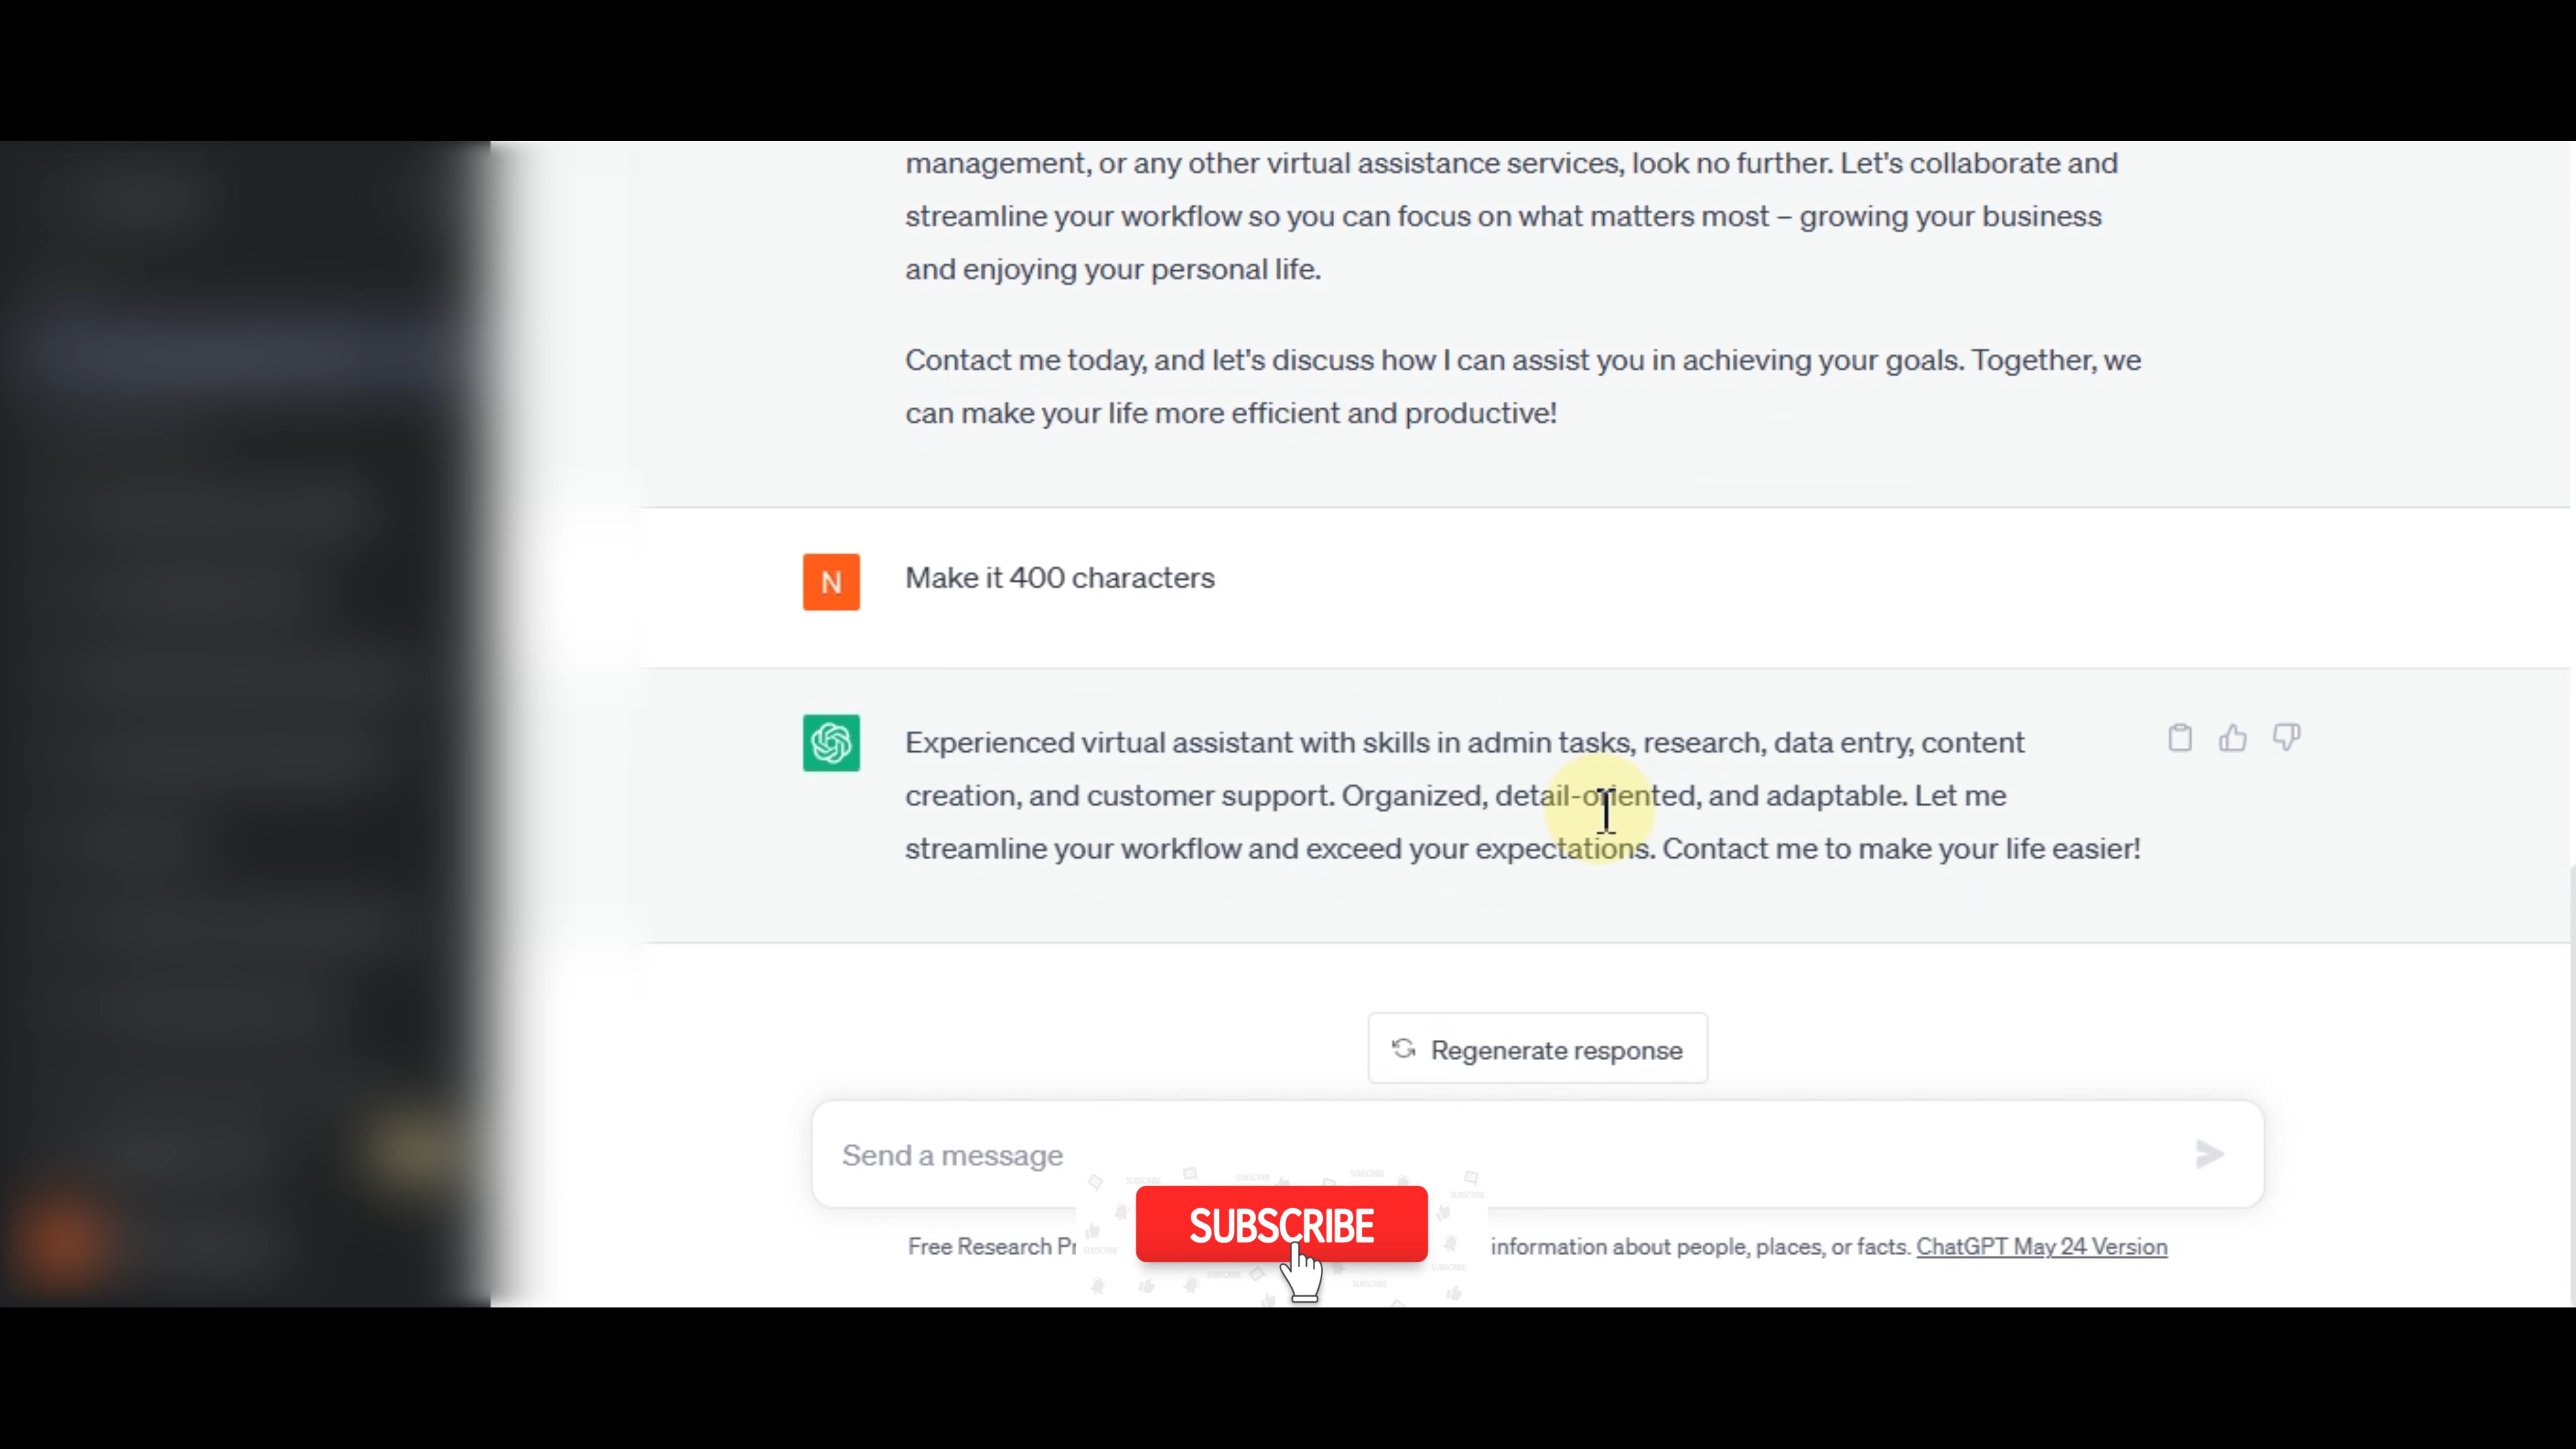 management, or any other virtual assistance services, look no further. Let's collaborate and
streamline your workflow so you can focus on what matters most – growing your business
and enjoying your personal life.
Contact me today, and let's discuss how I can assist you in achieving your goals. Together, we
can make your life more efficient and productive!
N
Make it 400 characters
Experienced virtual assistant with skills in admin tasks, research, data entry, content
creation, and customer support. Organized, detail-oriented, and adaptable. Let me
streamline your workflow and exceed your expectations. Contact me to make your life easier!
Regenerate response
Send a message
SUBSCRIBE
Free Research information about people, places, or facts. ChatGPT May 24 Version